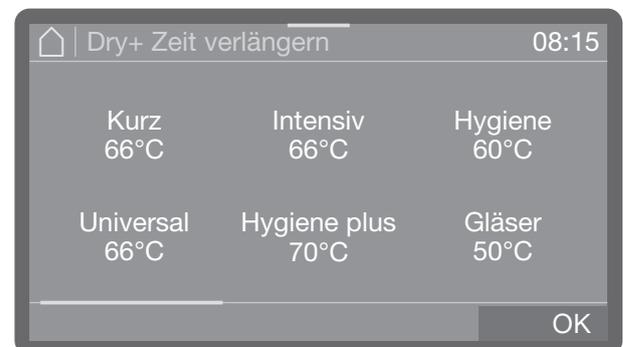 Dry+ Zeit verlängern 08:15
Kurz Intensiv Hygiene
66°C 66°C 60°C
Universal Hygiene plus Gläser
66°C 70°C 50°C
OK